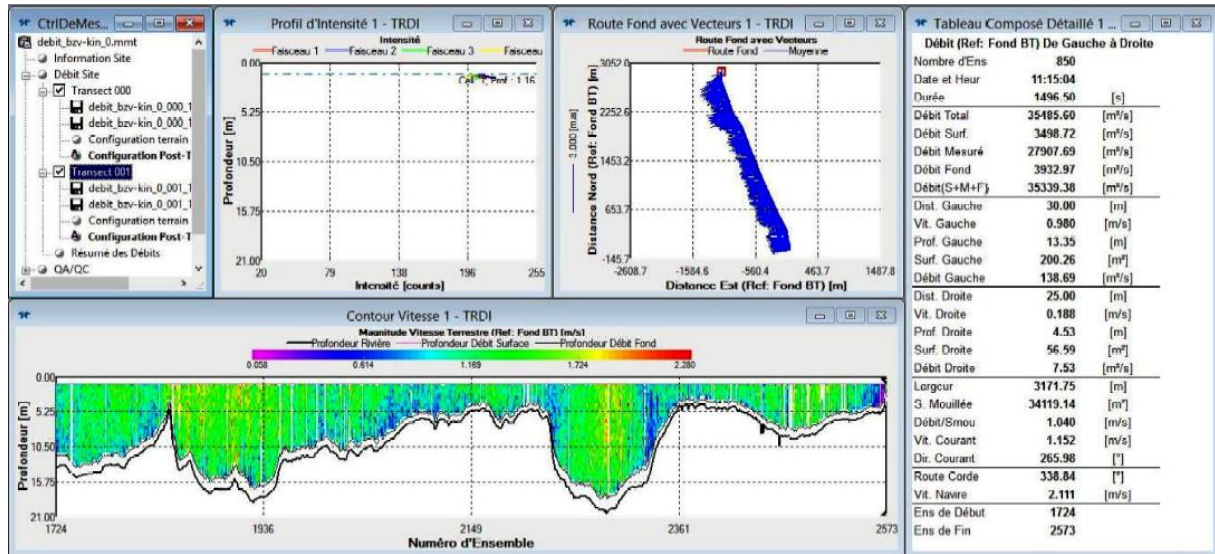 CtrlDeMes...
debit_bzv-kin_0.mmt
Information Site
Débit Site
Transect 000
debit_bzv-kin_0_000_1
debit_bzv-kin_0_000_1
Configuration terrain
Configuration Post-T
Transect 001
debit_bzv-kin_0_001_1
debit_bzv-kin_0_001_1
Configuration terrain
Configuration Post-T
Résumé des Débits
QA/QC
Profil d'Intensité 1 - TRDI
Intensité
Faisceau 1 Faisceau 2 Faisceau 3 Faisceau
0.00
5.25
10.50
15.75
21.00
Profondeur [m]
20 79 138 196 255
Intensité [counts]
Route Fond avec Vecteurs 1 - TRDI
Route Fond avec Vecteurs
Route Fond Moyenne
3.000 [m/s]
Distance Nord (Ref: Fond BT) [m]
3052.0
2252.6
1453.2
653.7
-145.7
-2608.7 -1584.6 -560.4 463.7 1487.8
Distance Est (Ref: Fond BT) [m]
Contour Vitesse 1 - TRDI
Magnitude Vitesse Terrestre (Ref: Fond BT) [m/s]
Profondeur Rivière Profondeur Débit Surface Profondeur Débit Fond
0.058 0.614 1.169 1.724 2.280
0.00
5.25
10.50
15.75
21.00
Profondeur [m]
1724 1936 2149 2361 2573
Numéro d'Ensemble
Tableau Composé Détaillé 1 ...
Débit (Ref: Fond BT) De Gauche à Droite
Nombre d'Ens 850
Date et Heur 11:15:04
Durée 1496.50 [s]
Débit Total 35485.60 [m³/s]
Débit Surf. 3498.72 [m³/s]
Débit Mesuré 27907.69 [m³/s]
Débit Fond 3932.97 [m³/s]
Débit(S+M+F) 35339.38 [m³/s]
Dist. Gauche 30.00 [m]
Vit. Gauche 0.980 [m/s]
Prof. Gauche 13.35 [m]
Surf. Gauche 200.26 [m²]
Débit Gauche 138.69 [m³/s]
Dist. Droite 25.00 [m]
Vit. Droite 0.188 [m/s]
Prof. Droite 4.53 [m]
Surf. Droite 56.59 [m²]
Débit Droite 7.53 [m³/s]
Largeur 3171.75 [m]
S. Mouillée 34119.14 [m²]
Débit/Smou 1.040 [m/s]
Vit. Courant 1.152 [m/s]
Dir. Courant 265.98 [°]
Route Corde 338.84 [°]
Vit. Navire 2.111 [m/s]
Ens de Début 1724
Ens de Fin 2573